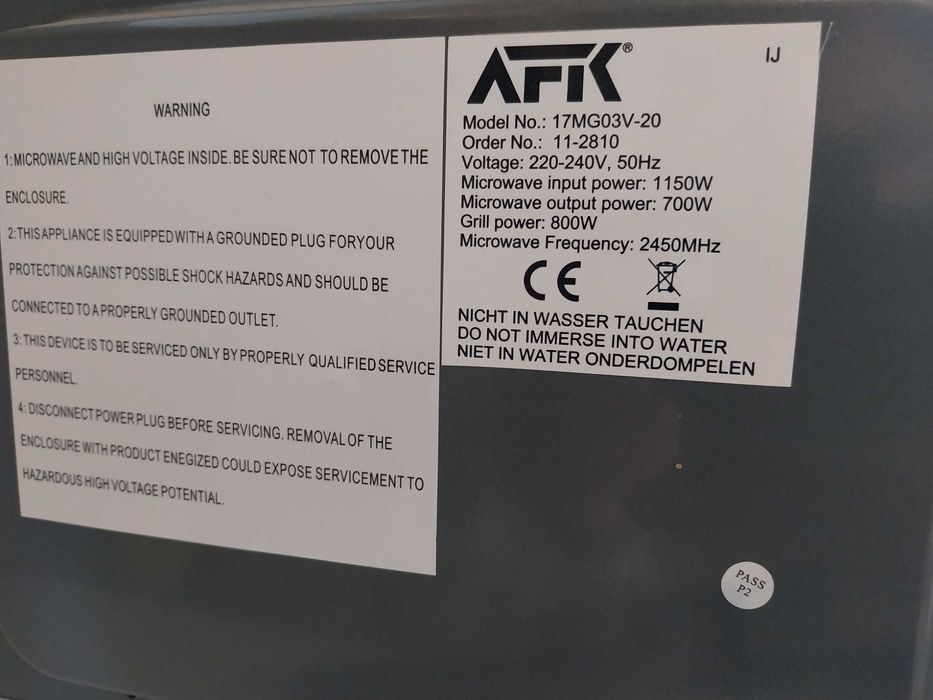 WARNING
1: MICROWAVE AND HIGH VOLTAGE INSIDE. BE SURE NOT TO REMOVE THE
ENCLOSURE.
2: THIS APPLIANCE IS EQUIPPED WITH A GROUNDED PLUG FORYOUR
PROTECTION AGAINST POSSIBLE SHOCK HAZARDS AND SHOULD BE
CONNECTED TO A PROPERLY GROUNDED OUTLET.
3: THIS DEVICE IS TO BE SERVICED ONLY BY PROPERLY QUALIFIED SERVICE
PERSONNEL.
4: DISCONNECT POWER PLUG BEFORE SERVICING. REMOVAL OF THE
ENCLOSURE WITH PRODUCT ENEGIZED COULD EXPOSE SERVICEMENT TO
HAZARDOUS HIGH VOLTAGE POTENTIAL.
AFK®
IJ
Model No.: 17MG03V-20
Order No.: 11-2810
Voltage: 220-240V, 50Hz
Microwave input power: 1150W
Microwave output power: 700W
Grill power: 800W
Microwave Frequency: 2450MHz
CE
NICHT IN WASSER TAUCHEN
DO NOT IMMERSE INTO WATER
NIET IN WATER ONDERDOMPELEN
PASS
P2